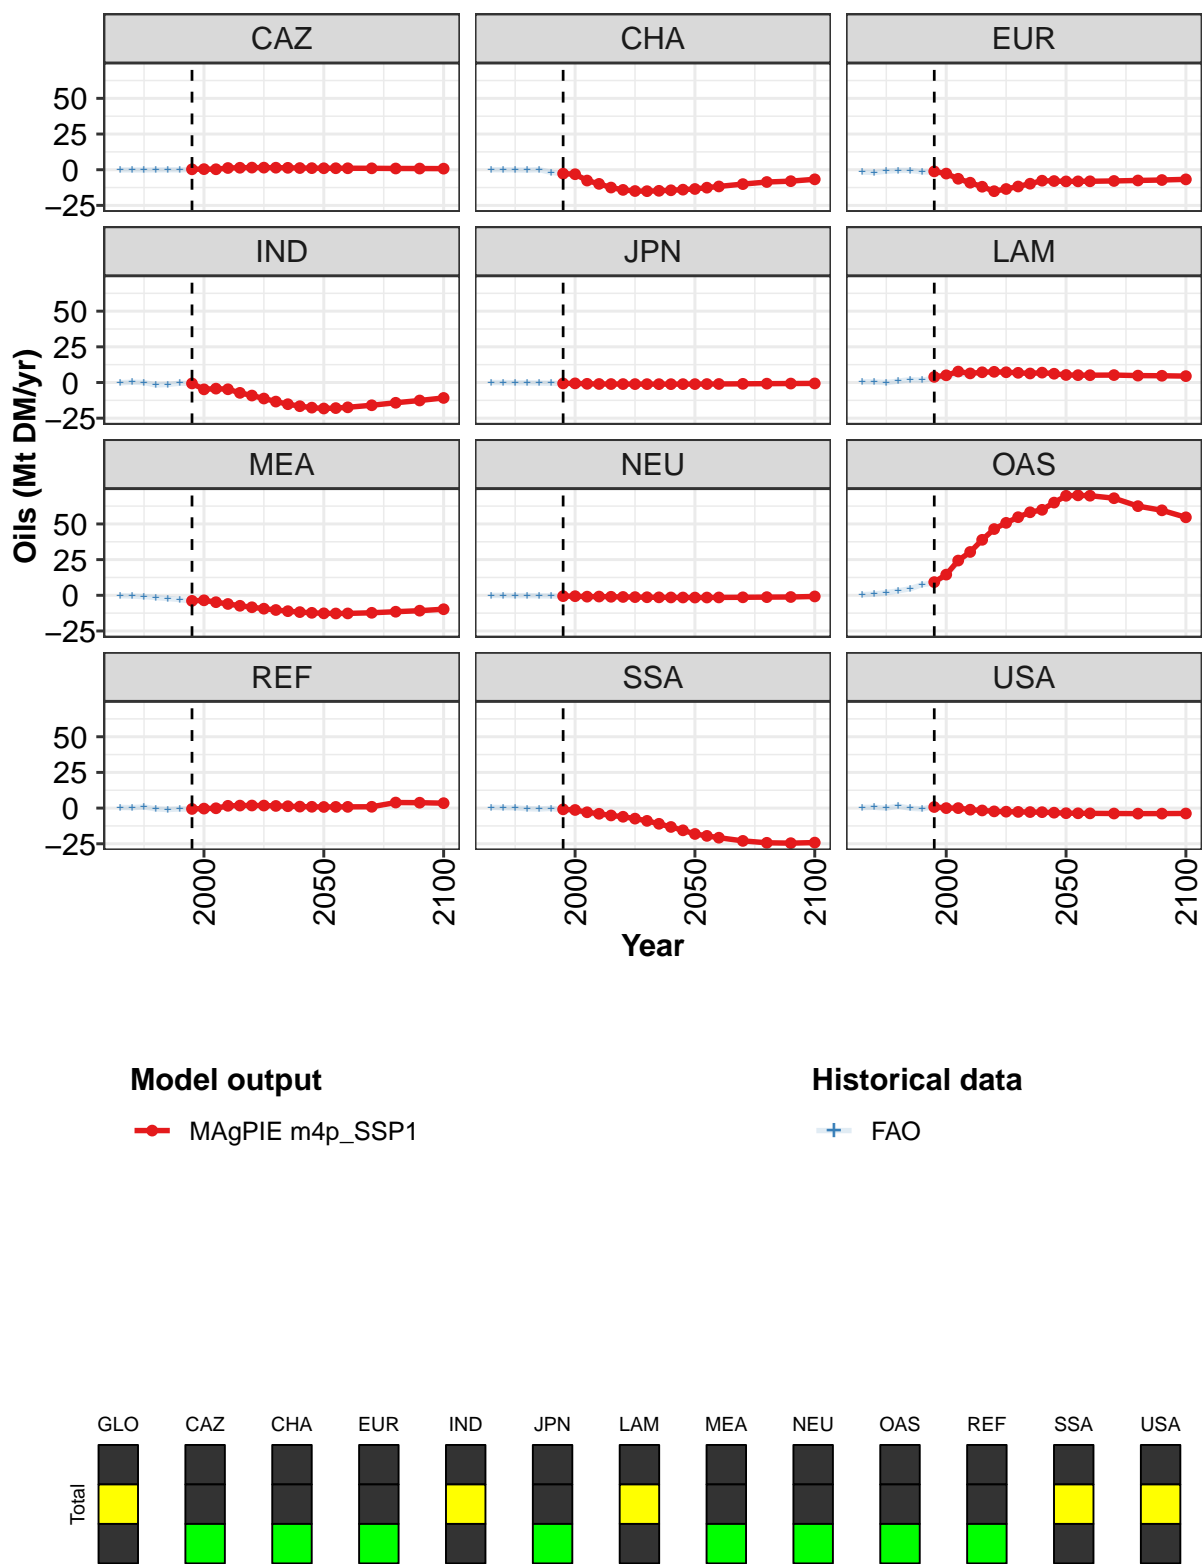 CAZ CHA EUR
50
25
0
−25
IND JPN LAM
50
25
0
−25
MEA NEU OAS
50
25
0
−25
REF SSA USA
50
25
0
−25
Oils (Mt DM/yr)
2000 2050 2100 2000 2050 2100 2000 2050 2100
Year
Model output
MAgPIE m4p_SSP1
Historical data
FAO
GLO CAZ CHA EUR IND JPN LAM MEA NEU OAS REF SSA USA
Total